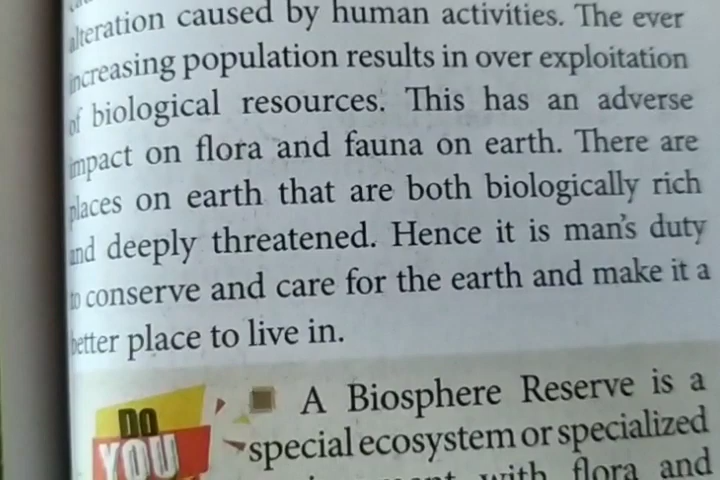 alteration caused by human activities. The ever
increasing population results in over exploitation
of biological resources. This has an adverse
impact on flora and fauna on earth. There are
places on earth that are both biologically rich
and deeply threatened. Hence it is man's duty
to conserve and care for the earth and make it a
better place to live in.
DO
YOU
A Biosphere Reserve is a
special ecosystem or specialized
with flora and